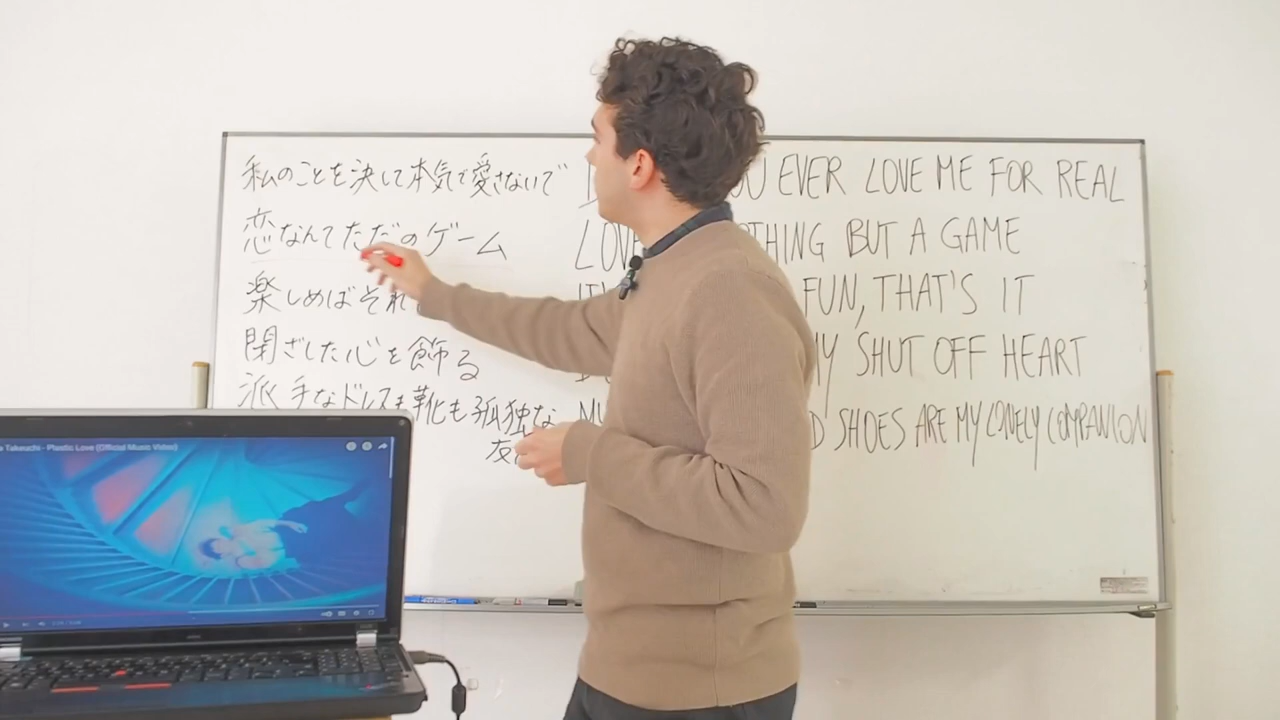 私のことを決して本気で愛さないで
恋なんてただのゲーム
楽しめばそれ
閉ざした心を飾る
派手なドレスも靴も孤独な
友
OU EVER LOVE ME FOR REAL
LOVE THING BUT A GAME
FUN, THAT'S IT
MY SHUT OFF HEART
D SHOES ARE MY LONELY COMPANION
Takeuchi - Plastic Love (Official Music Video)